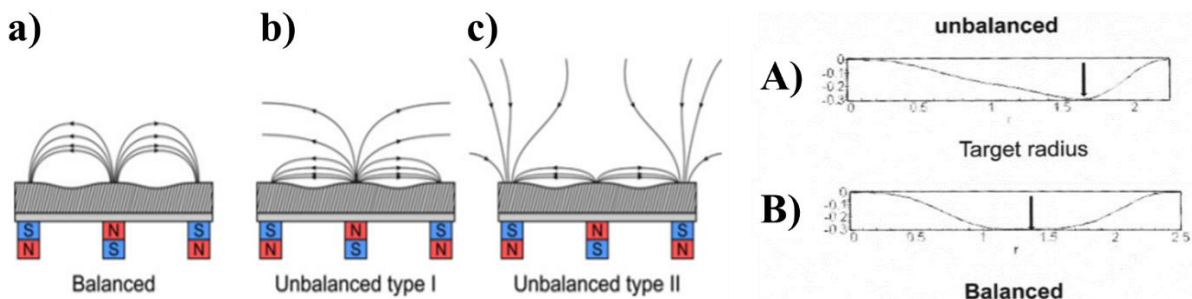 a)
b)
c)
S N S
N S N
Balanced
S N S
N S N
Unbalanced type I
S N S
N S N
Unbalanced type II
unbalanced
A)
0
-0.1
-0.2
-0.3
0 0.5 1 1.5 2
r
Target radius
B)
0
-0.1
-0.2
-0.3
0 0.5 1 1.5 2 2.5
r
Balanced